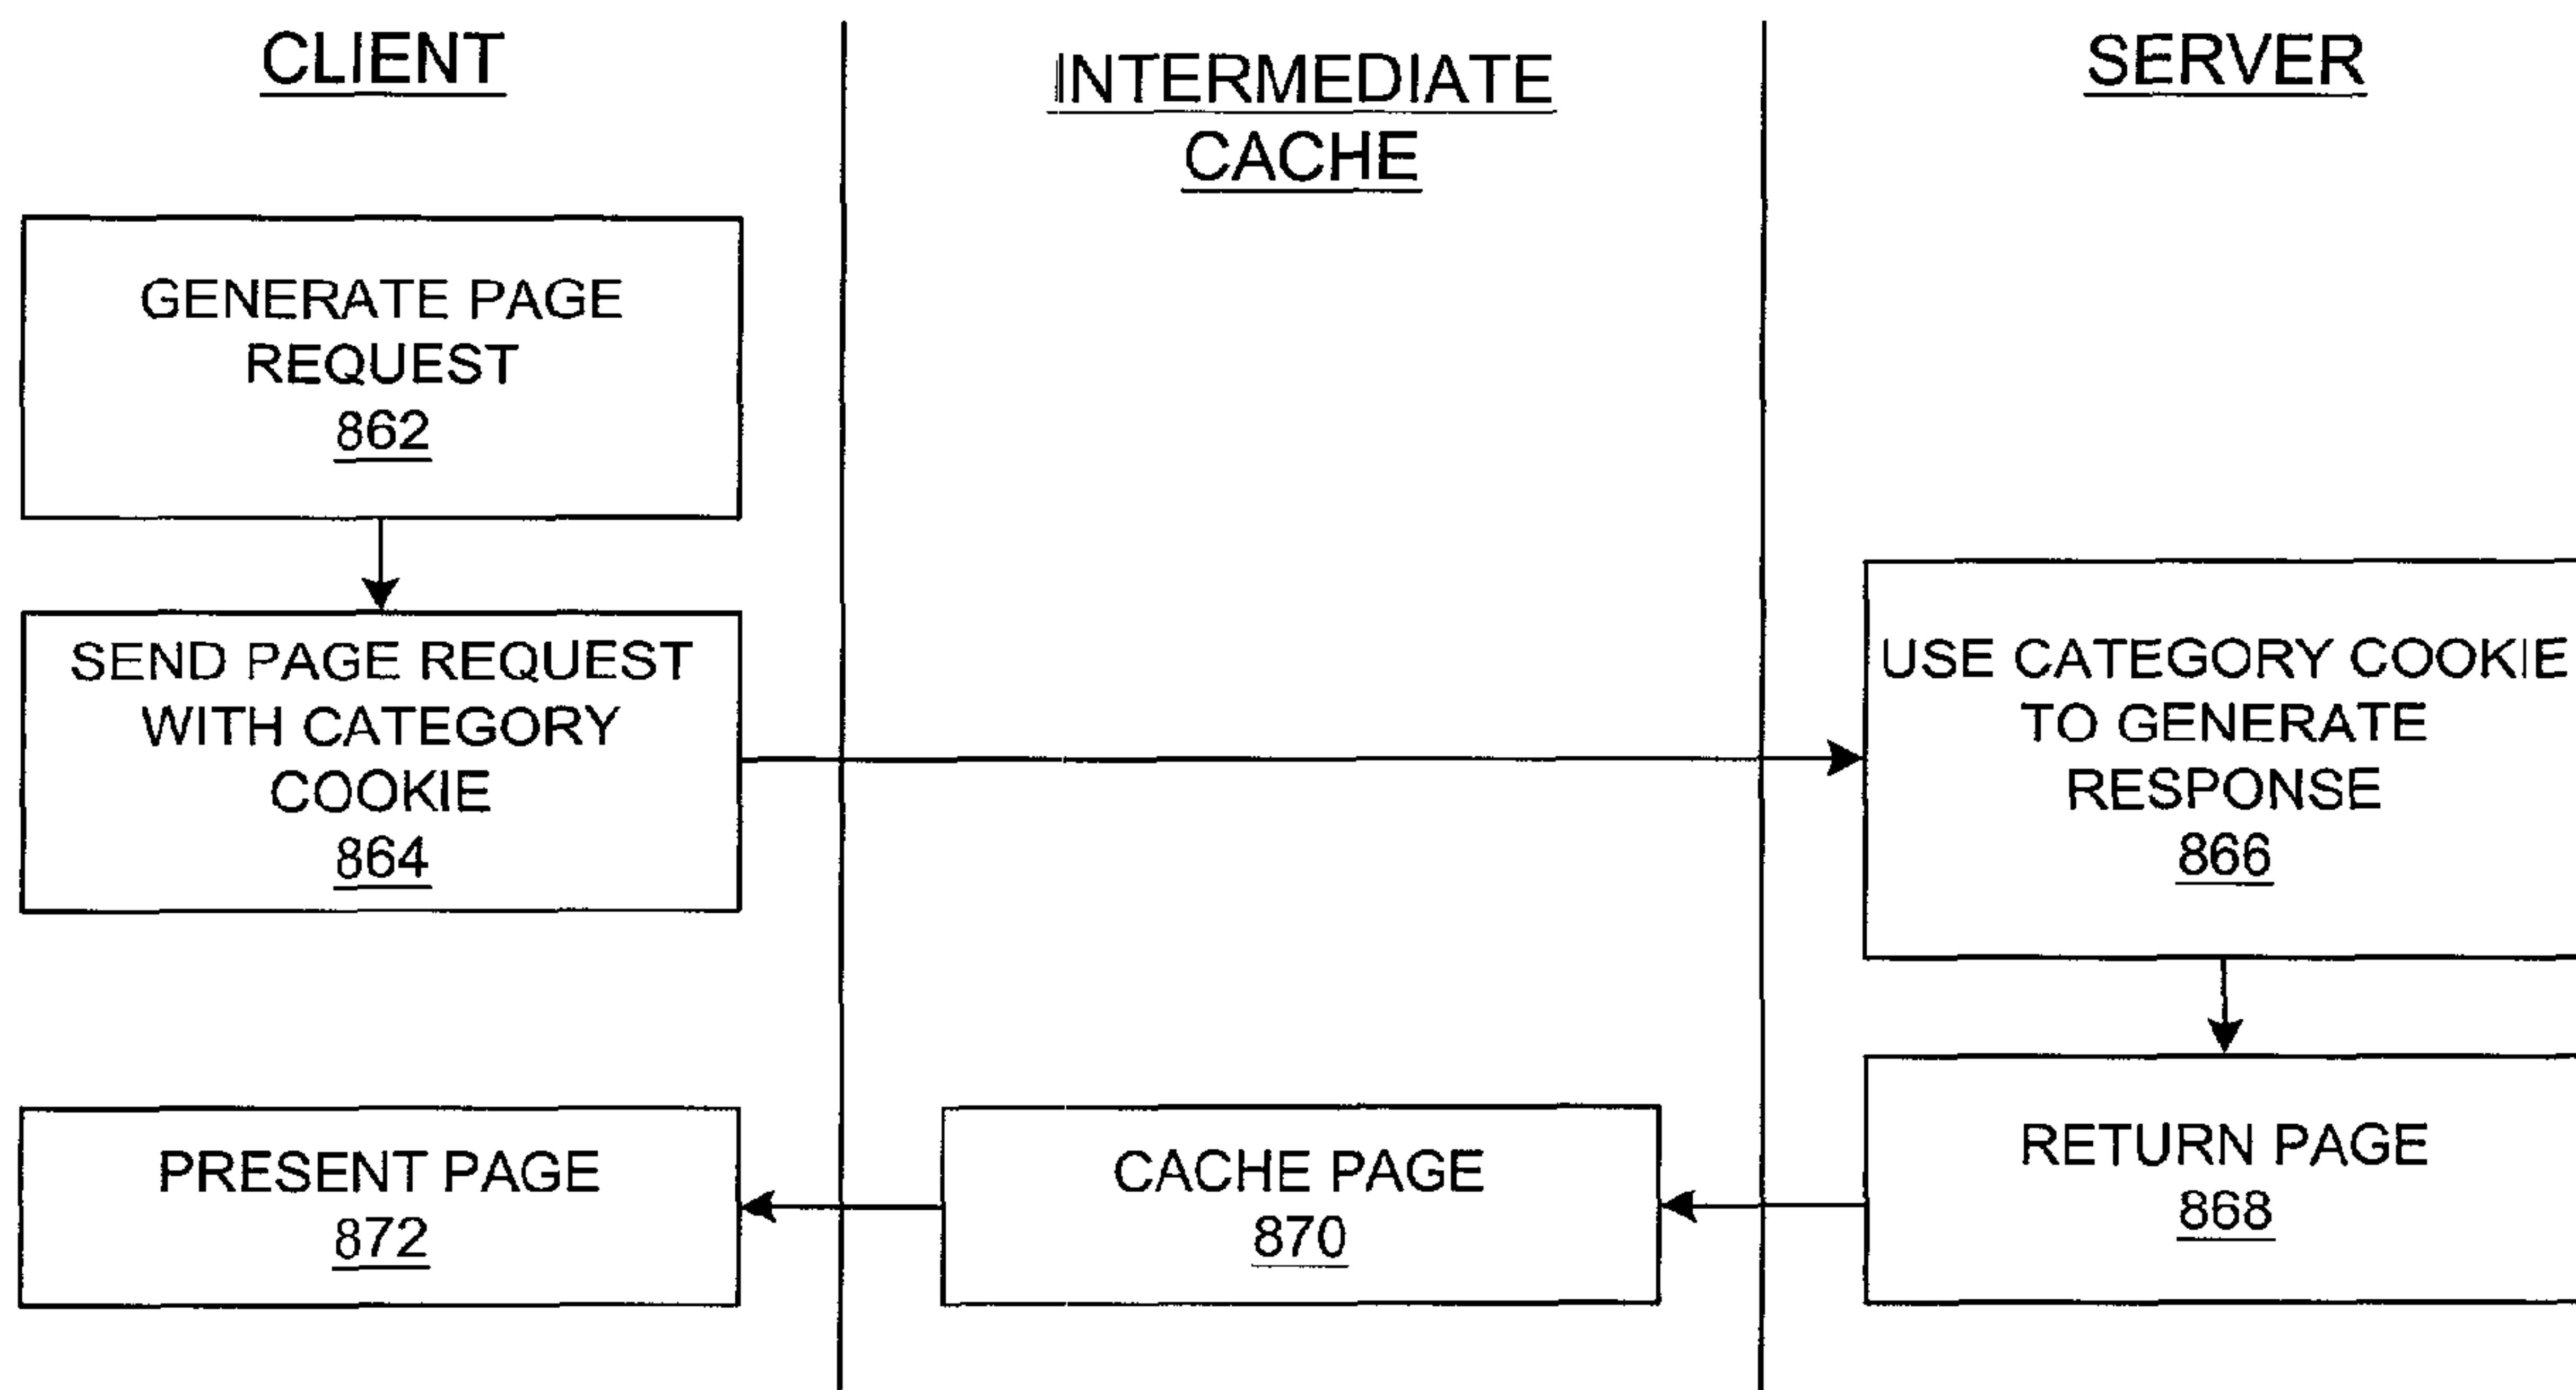 CLIENT
INTERMEDIATE
CACHE
SERVER
GENERATE PAGE
REQUEST
862
SEND PAGE REQUEST
WITH CATEGORY
COOKIE
864
USE CATEGORY COOKIE
TO GENERATE
RESPONSE
866
RETURN PAGE
868
CACHE PAGE
870
PRESENT PAGE
872